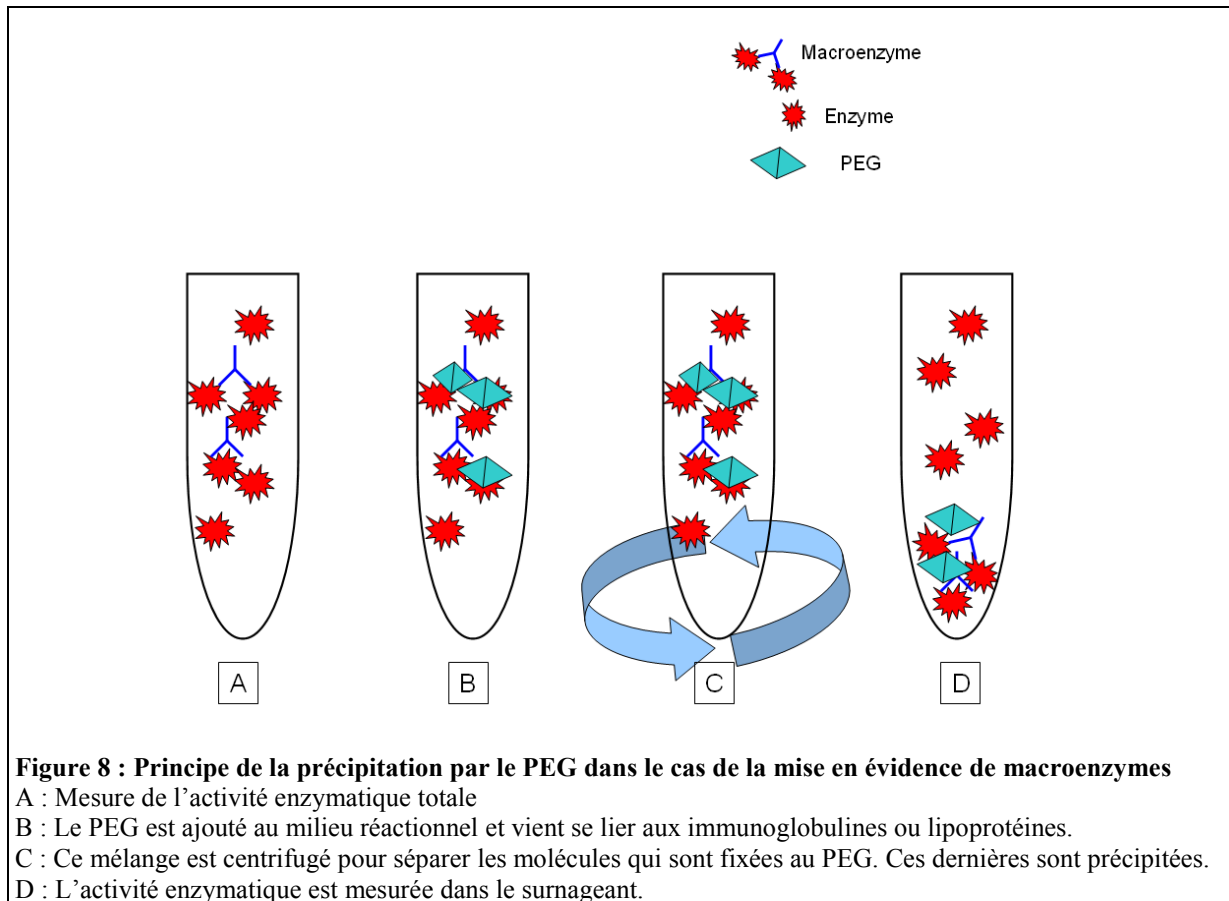 Macroenzyme
Enzyme
PEG
A
B
C
D
Figure 8 : Principe de la précipitation par le PEG dans le cas de la mise en évidence de macroenzymes
A : Mesure de l’activité enzymatique totale
B : Le PEG est ajouté au milieu réactionnel et vient se lier aux immunoglobulines ou lipoprotéines.
C : Ce mélange est centrifugé pour séparer les molécules qui sont fixées au PEG. Ces dernières sont précipitées.
D : L’activité enzymatique est mesurée dans le surnageant.